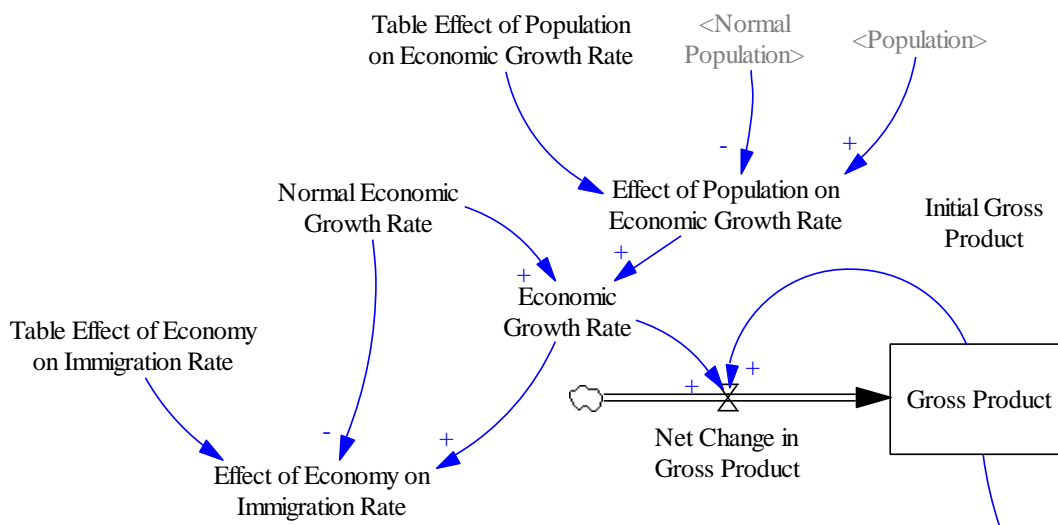 Table Effect of Population
on Economic Growth Rate
<Normal
Population>
<Population>
-
+
Effect of Population on
Economic Growth Rate
Normal Economic
Growth Rate
Initial Gross
Product
+
+
Economic
Growth Rate
Table Effect of Economy
on Immigration Rate
+
+
Gross Product
Net Change in
Gross Product
-
+
Effect of Economy on
Immigration Rate